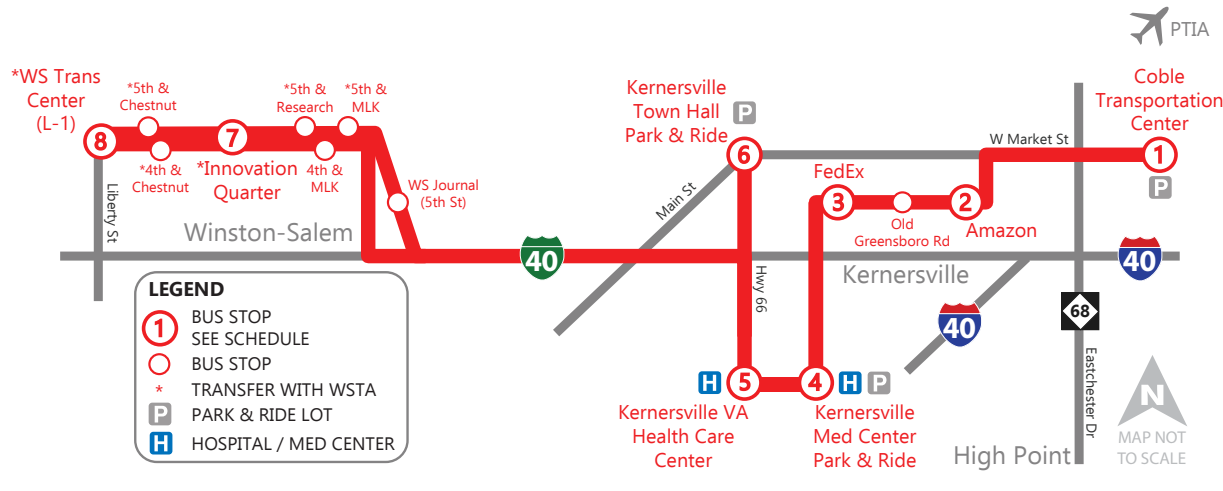 PTIA
*WS Trans
Center
(L-1)
*5th &
Chestnut
*5th &
Research
*5th &
MLK
Kernersville
Town Hall
Park & Ride
P
Coble
Transportation
Center
W Market St
8
7
6
1
P
*4th &
Chestnut
*Innovation
Quarter
4th &
MLK
WS Journal
(5th St)
Liberty St
Main St
FedEx
3
2
Old
Greensboro Rd
Amazon
Winston-Salem
40
Hwy 66
Kernersville
40
40
68
Eastchester Dr
LEGEND
1
BUS STOP
SEE SCHEDULE
BUS STOP
* TRANSFER WITH WSTA
P PARK & RIDE LOT
H HOSPITAL / MED CENTER
H
5
4
H
P
Kernersville VA
Health Care
Center
Kernersville
Med Center
Park & Ride
High Point
N
MAP NOT
TO SCALE